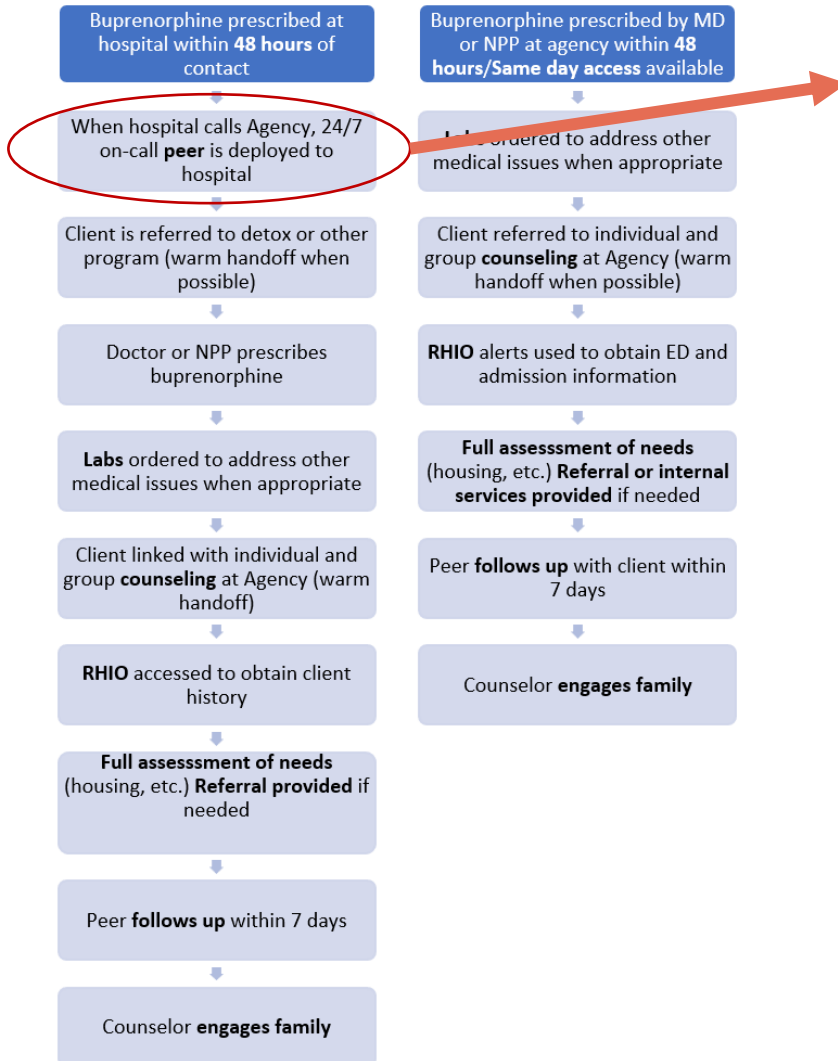 Buprenorphine prescribed at
hospital within 48 hours of
contact
When hospital calls Agency, 24/7
on-call peer is deployed to
hospital
Client is referred to detox or other
program (warm handoff when
possible)
Doctor or NPP prescribes
buprenorphine
Labs ordered to address other
medical issues when appropriate
Client linked with individual and
group counseling at Agency (warm
handoff)
RHIO accessed to obtain client
history
Full assesssment of needs
(housing, etc.) Referral provided if
needed
Peer follows up within 7 days
Counselor engages family
Buprenorphine prescribed by MD
or NPP at agency within 48
hours/Same day access available
Labs ordered to address other
medical issues when appropriate
Client referred to individual and
group counseling at Agency (warm
handoff when possible)
RHIO alerts used to obtain ED and
admission information
Full assesssment of needs
(housing, etc.) Referral or internal
services provided if needed
Peer follows up with client within
7 days
Counselor engages family